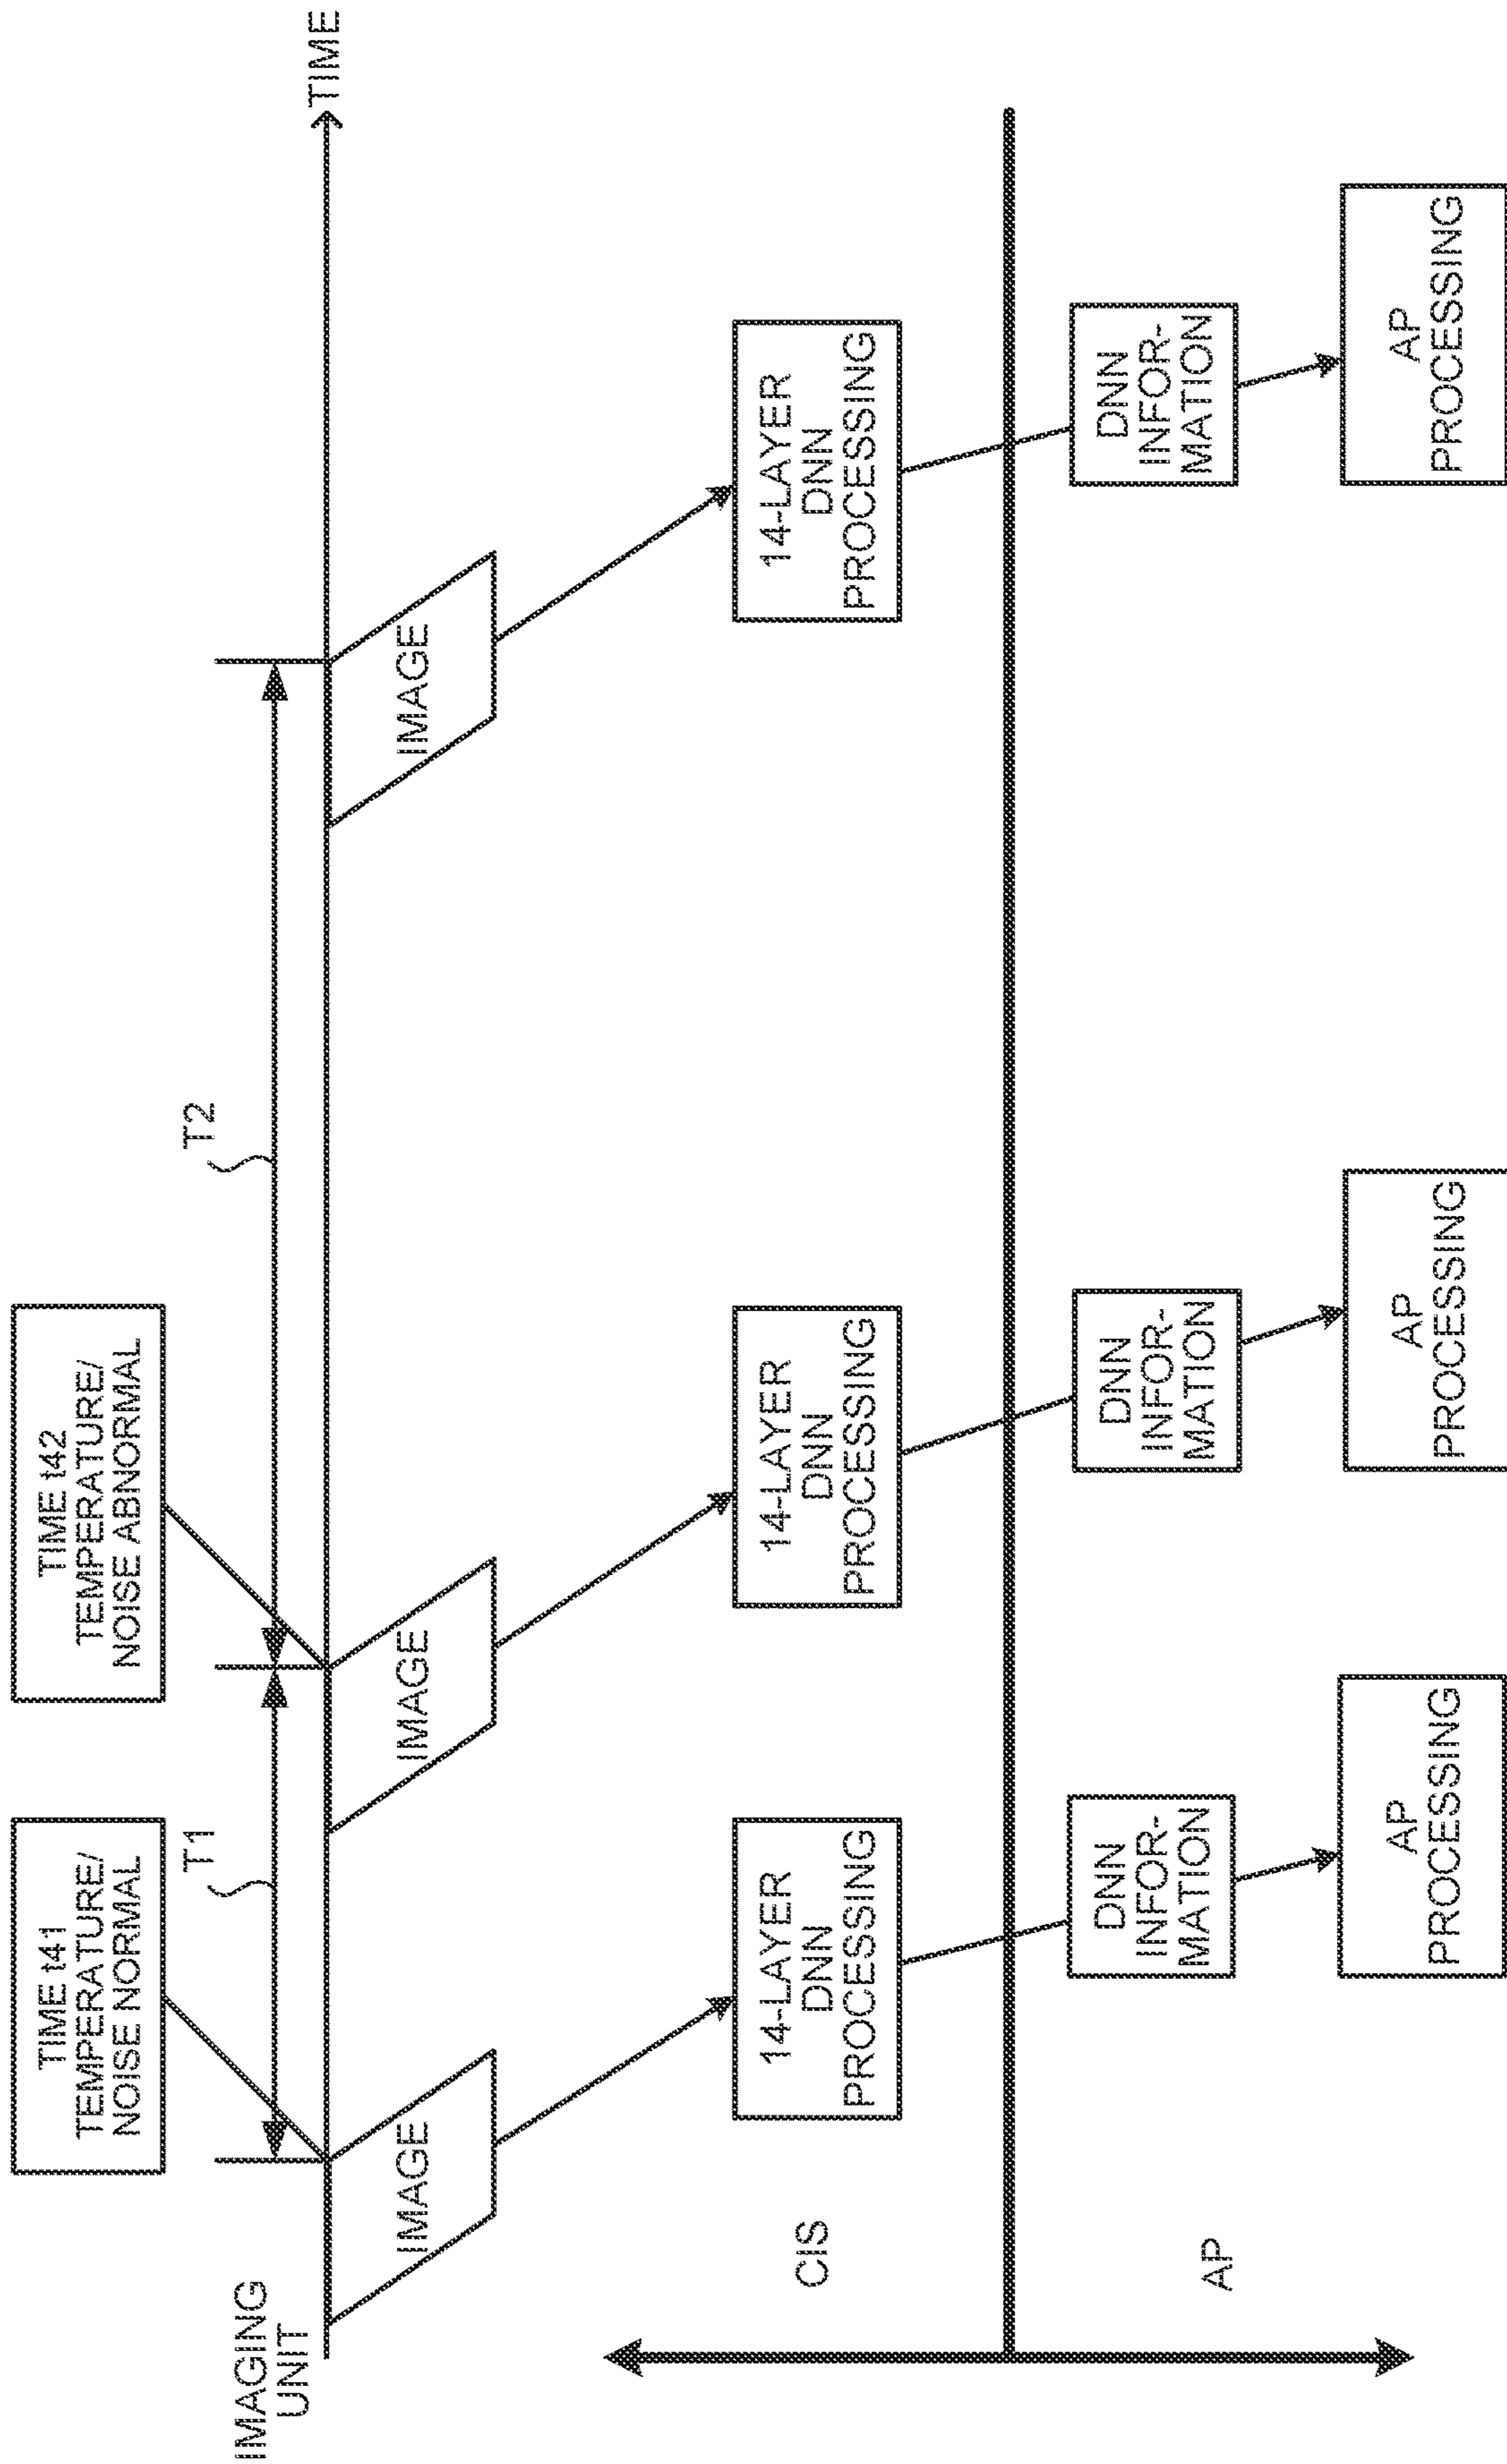 TIME t41
TEMPERATURE/
NOISE NORMAL
TIME t42
TEMPERATURE/
NOISE ABNORMAL
T1
T2
IMAGING
UNIT
TIME
IMAGE
IMAGE
IMAGE
CIS
14-LAYER
DNN
PROCESSING
14-LAYER
DNN
PROCESSING
14-LAYER
DNN
PROCESSING
AP
DNN
INFOR-
MATION
DNN
INFOR-
MATION
DNN
INFOR-
MATION
AP
PROCESSING
AP
PROCESSING
AP
PROCESSING